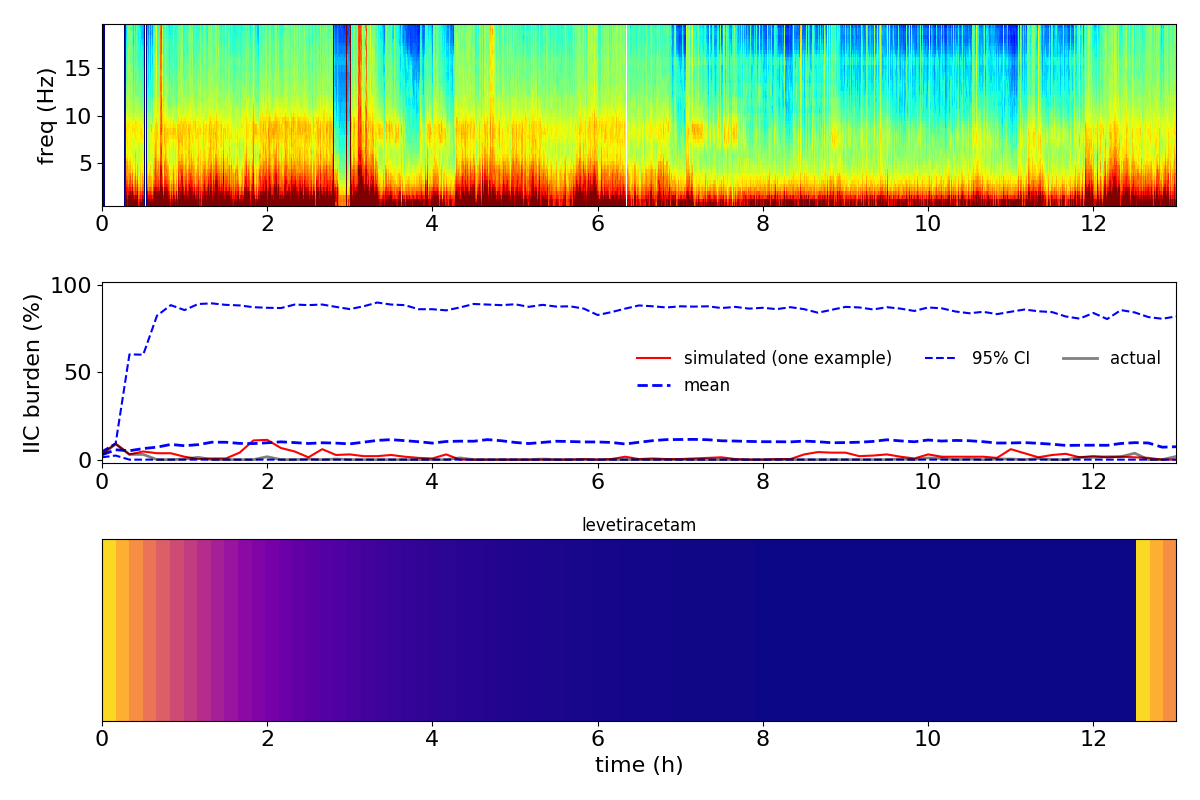 freq (Hz)
15
10
5
0 2 4 6 8 10 12
IIC burden (%)
100
50
0
simulated (one example) 95% CI actual
mean
0 2 4 6 8 10 12
levetiracetam
0 2 4 6 8 10 12
time (h)